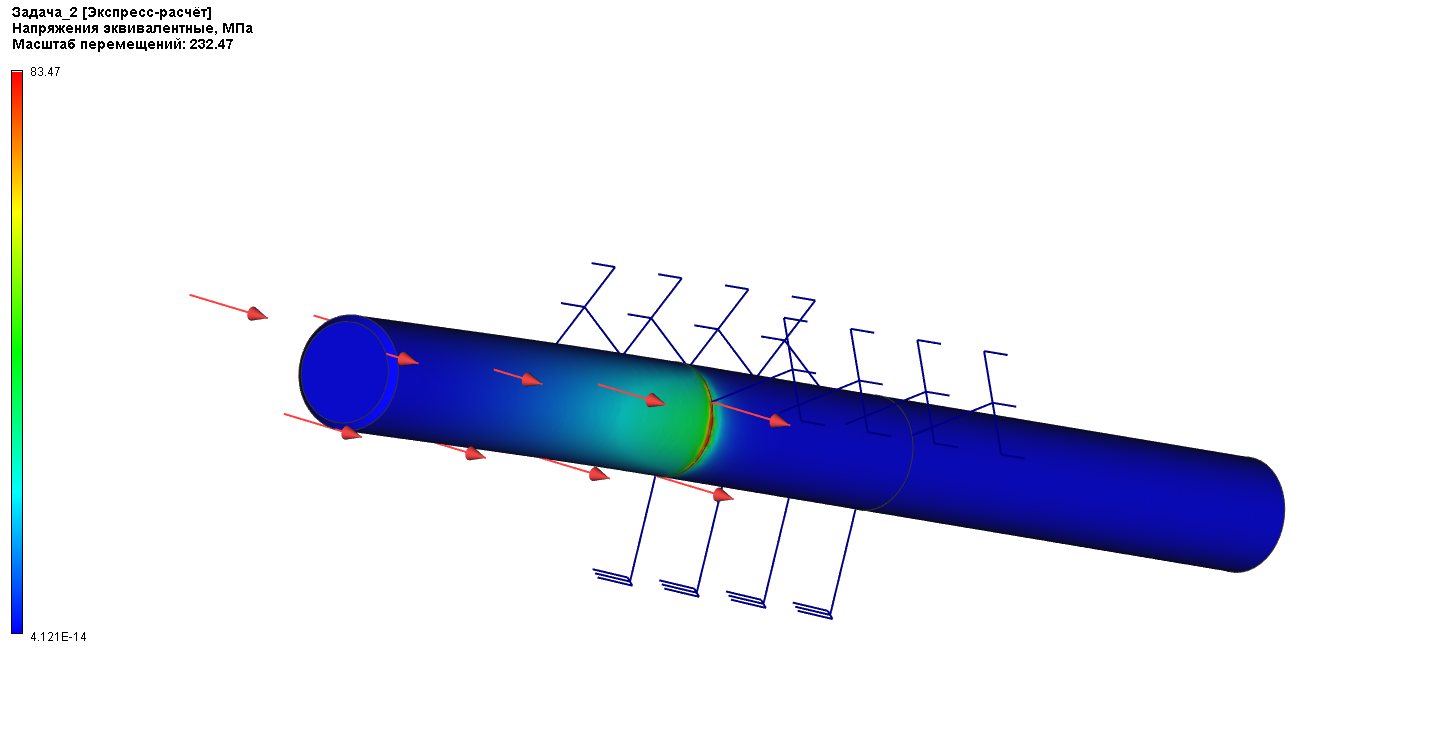 Задача_2 [Экспресс-расчёт]
Напряжения эквивалентные, МПа
Масштаб перемещений: 232.47
83.47
4.121E-14